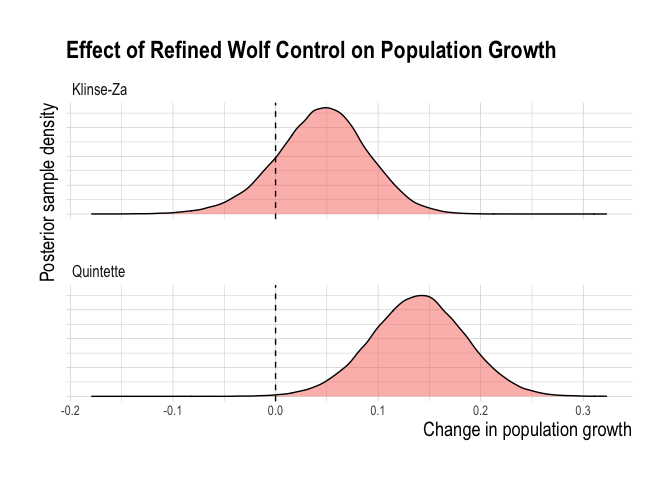 Effect of Refined Wolf Control on Population Growth
Klinse-Za
Posterior sample density
Quintette
-0.2 -0.1 0.0 0.1 0.2 0.3
Change in population growth